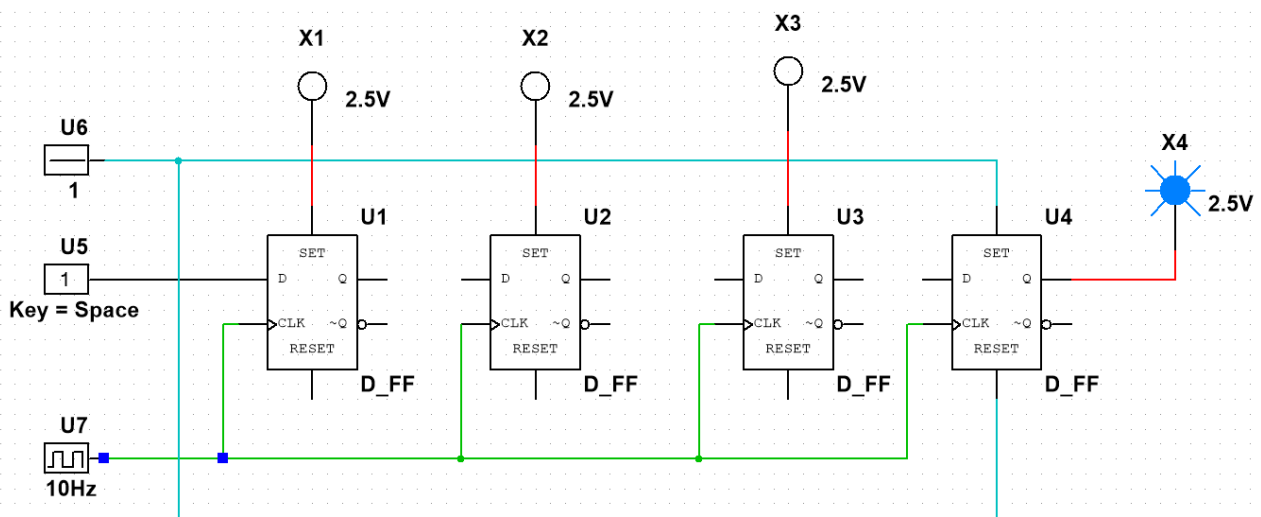 X1
X2
X3
2.5V
2.5V
2.5V
U6
1
X4
2.5V
U5
1
Key = Space
U1
U2
U3
U4
SET
D Q
CLK ~Q
RESET
D_FF
SET
D Q
CLK ~Q
RESET
D_FF
SET
D Q
CLK ~Q
RESET
D_FF
SET
D Q
CLK ~Q
RESET
D_FF
U7
10Hz